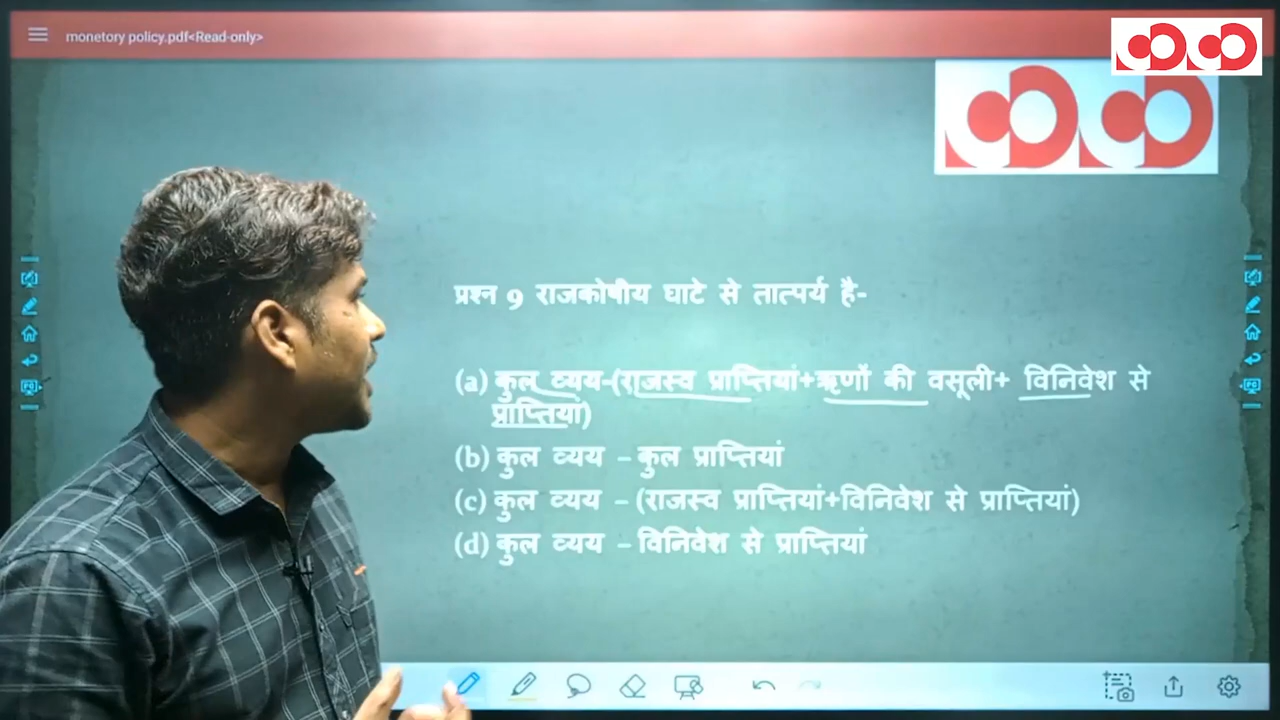 monetory policy.pdf<Read-only>
प्रश्न 9 राजकोषीय घाटे से तात्पर्य है-
(a) कुल व्यय-(राजस्व प्राप्तियां+ऋणों की वसूली+ विनिवेश से
प्राप्तियां)
(b) कुल व्यय – कुल प्राप्तियां
(c) कुल व्यय – (राजस्व प्राप्तियां+विनिवेश से प्राप्तियां)
(d) कुल व्यय – विनिवेश से प्राप्तियां